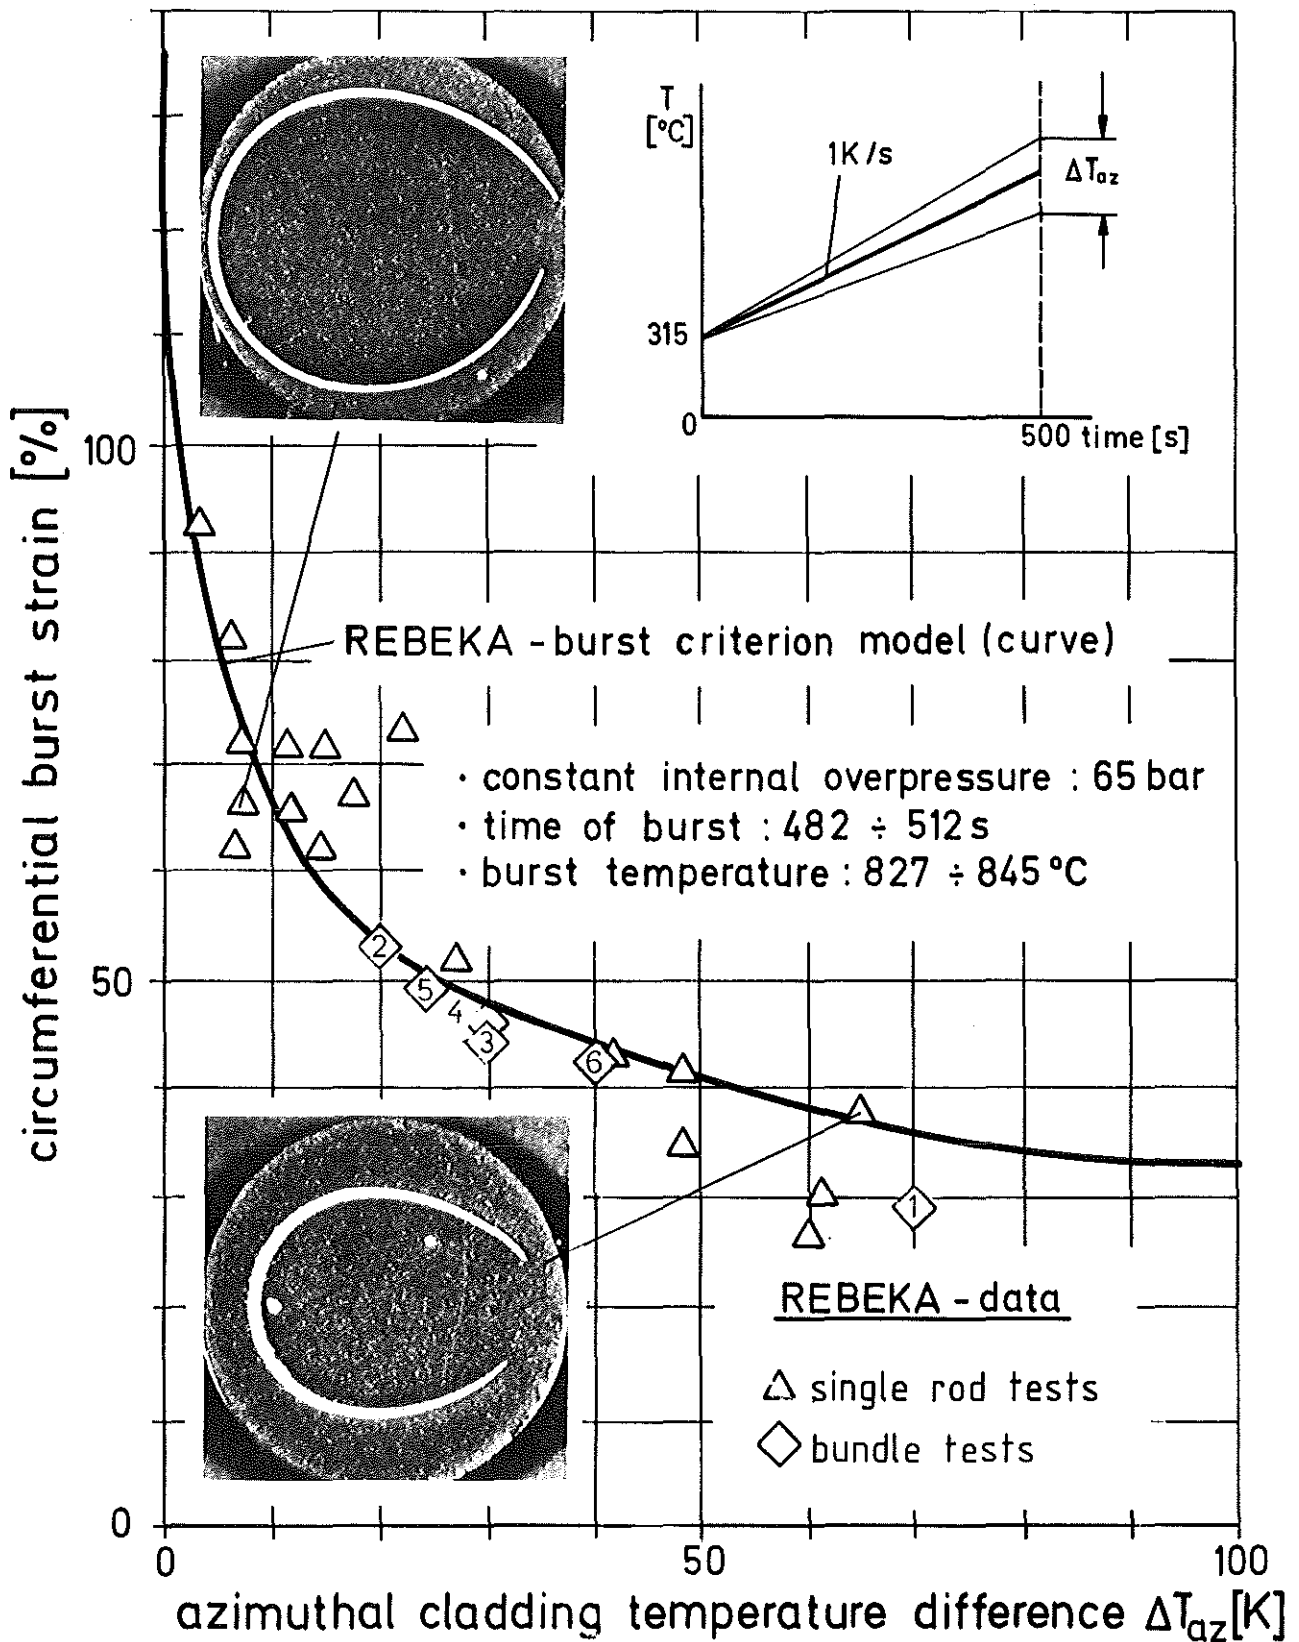 circumferential burst strain [%]
100
50
0
T
[°C]
1K/s
ΔTaz
315
0
500 time [s]
REBEKA - burst criterion model (curve)
· constant internal overpressure : 65 bar
· time of burst : 482 ÷ 512 s
· burst temperature : 827 ÷ 845 °C
2
5
4
3
6
1
REBEKA - data
△ single rod tests
◇ bundle tests
0 50 100
azimuthal cladding temperature difference ΔTaz [K]